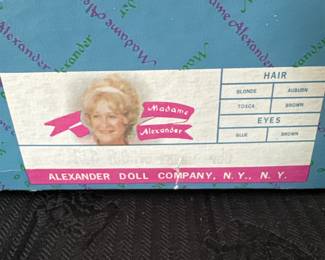 Madame Alexander
Madame
Alexander
HAIR
BLONDE AUBURN
TOSCA BROWN
EYES
BLUE BROWN
ALEXANDER DOLL COMPANY, N. Y., N. Y.